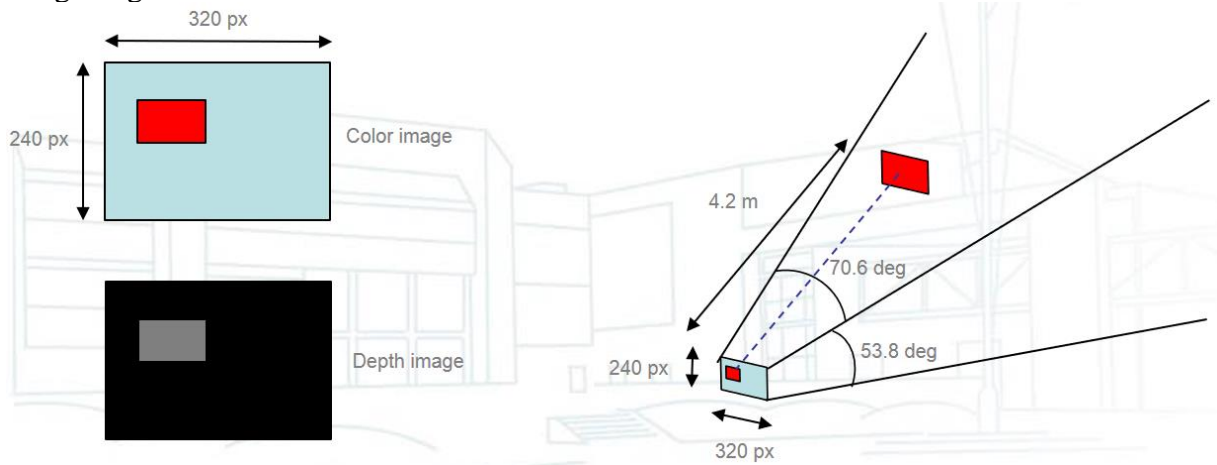 320 px
240 px
Color image
Depth image
4.2 m
70.6 deg
53.8 deg
240 px
320 px